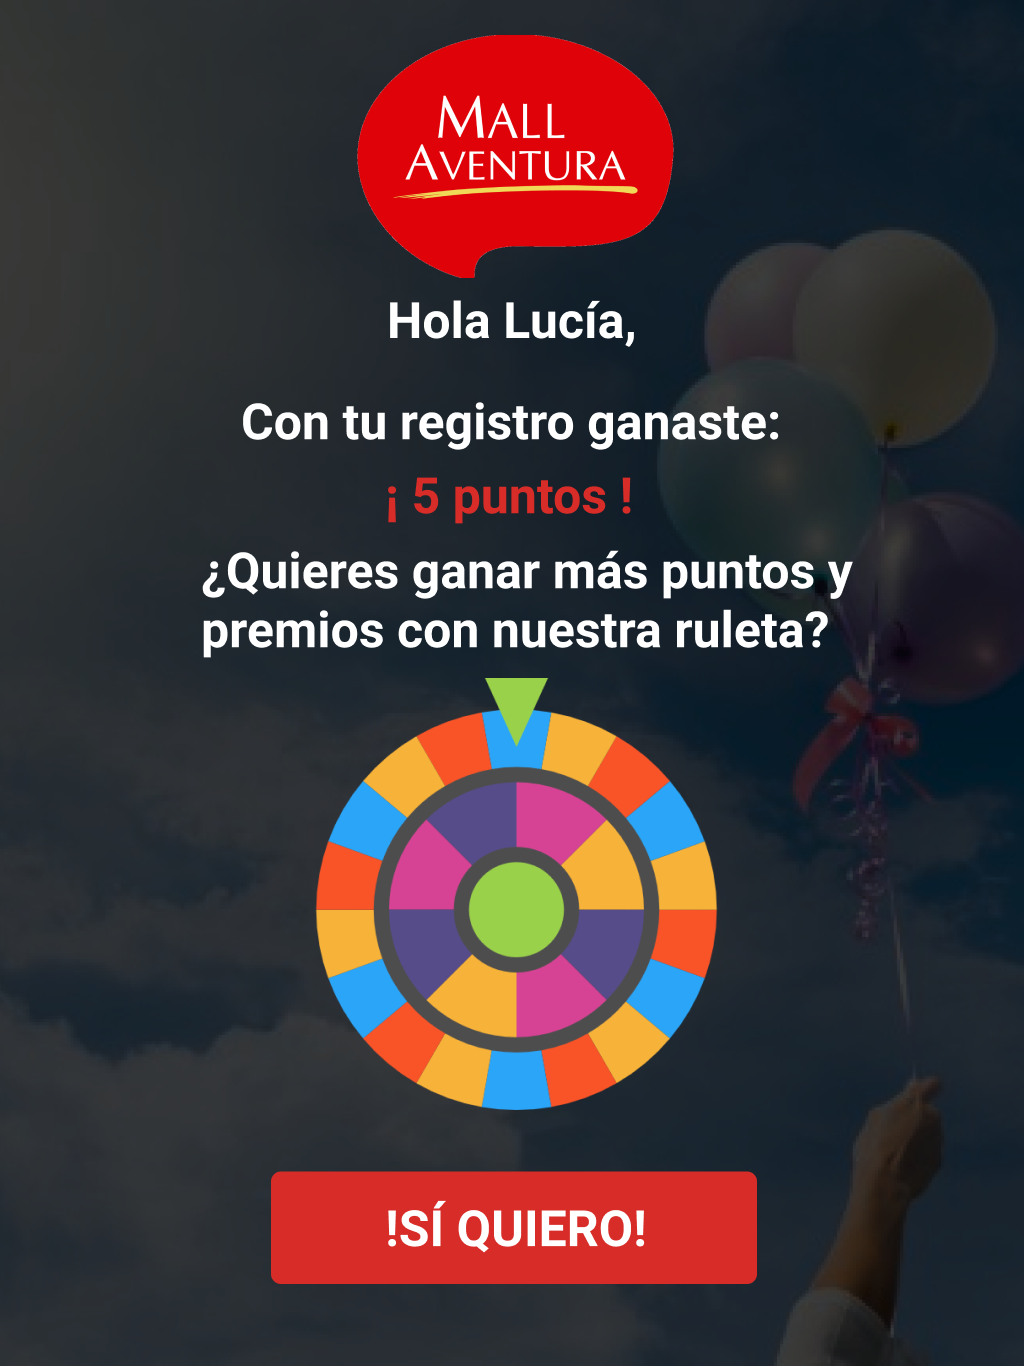 MALL
AVENTURA
Hola Lucía,
Con tu registro ganaste:
¡ 5 puntos !
¿Quieres ganar más puntos y
premios con nuestra ruleta?
!SÍ QUIERO!